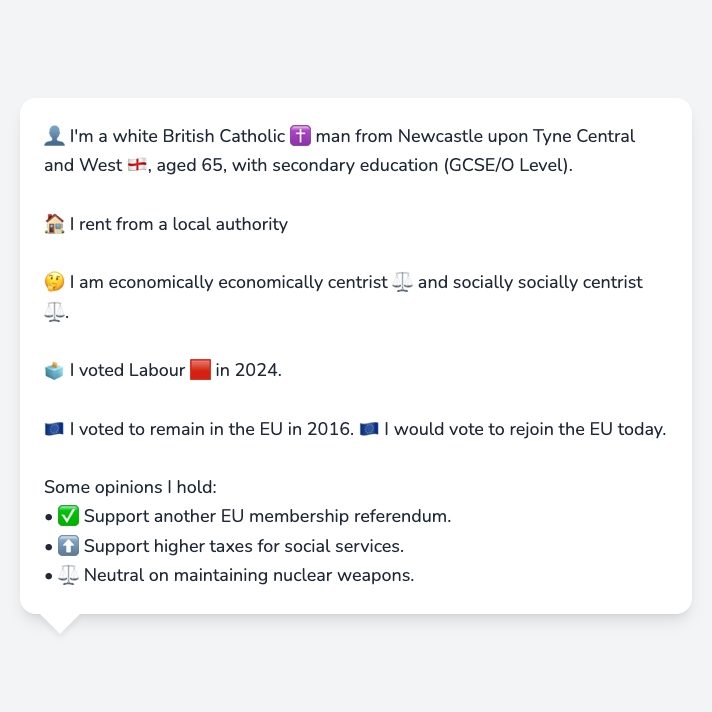 👤 I'm a white British Catholic ✝️ man from Newcastle upon Tyne Central
and West 🏴󠁧󠁢󠁥󠁮󠁧󠁿, aged 65, with secondary education (GCSE/O Level).
🏠 I rent from a local authority
🤔 I am economically economically centrist ⚖️ and socially socially centrist
⚖️.
🗳️ I voted Labour 🟥 in 2024.
🇪🇺 I voted to remain in the EU in 2016. 🇪🇺 I would vote to rejoin the EU today.
Some opinions I hold:
• ✅ Support another EU membership referendum.
• ⬆️ Support higher taxes for social services.
• ⚖️ Neutral on maintaining nuclear weapons.